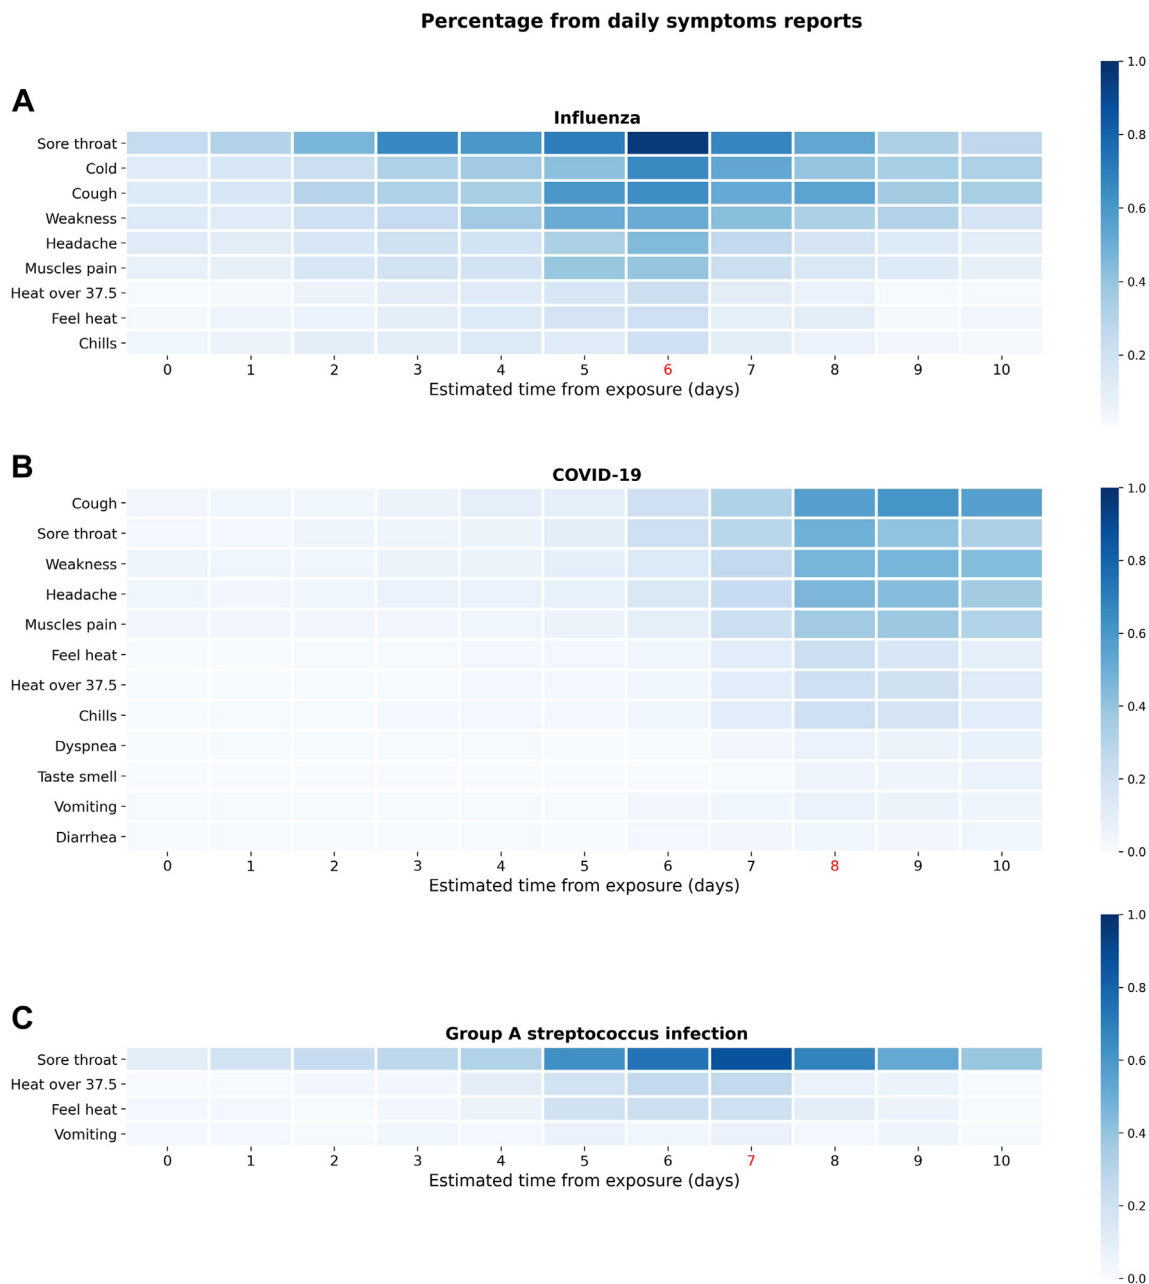 Percentage from daily symptoms reports
A
Influenza
Sore throat
Cold
Cough
Weakness
Headache
Muscles pain
Heat over 37.5
Feel heat
Chills
0 1 2 3 4 5 6 7 8 9 10
Estimated time from exposure (days)
1.0
0.8
0.6
0.4
0.2
B
COVID-19
Cough
Sore throat
Weakness
Headache
Muscles pain
Feel heat
Heat over 37.5
Chills
Dyspnea
Taste smell
Vomiting
Diarrhea
0 1 2 3 4 5 6 7 8 9 10
Estimated time from exposure (days)
1.0
0.8
0.6
0.4
0.2
0.0
C
Group A streptococcus infection
Sore throat
Heat over 37.5
Feel heat
Vomiting
0 1 2 3 4 5 6 7 8 9 10
Estimated time from exposure (days)
1.0
0.8
0.6
0.4
0.2
0.0